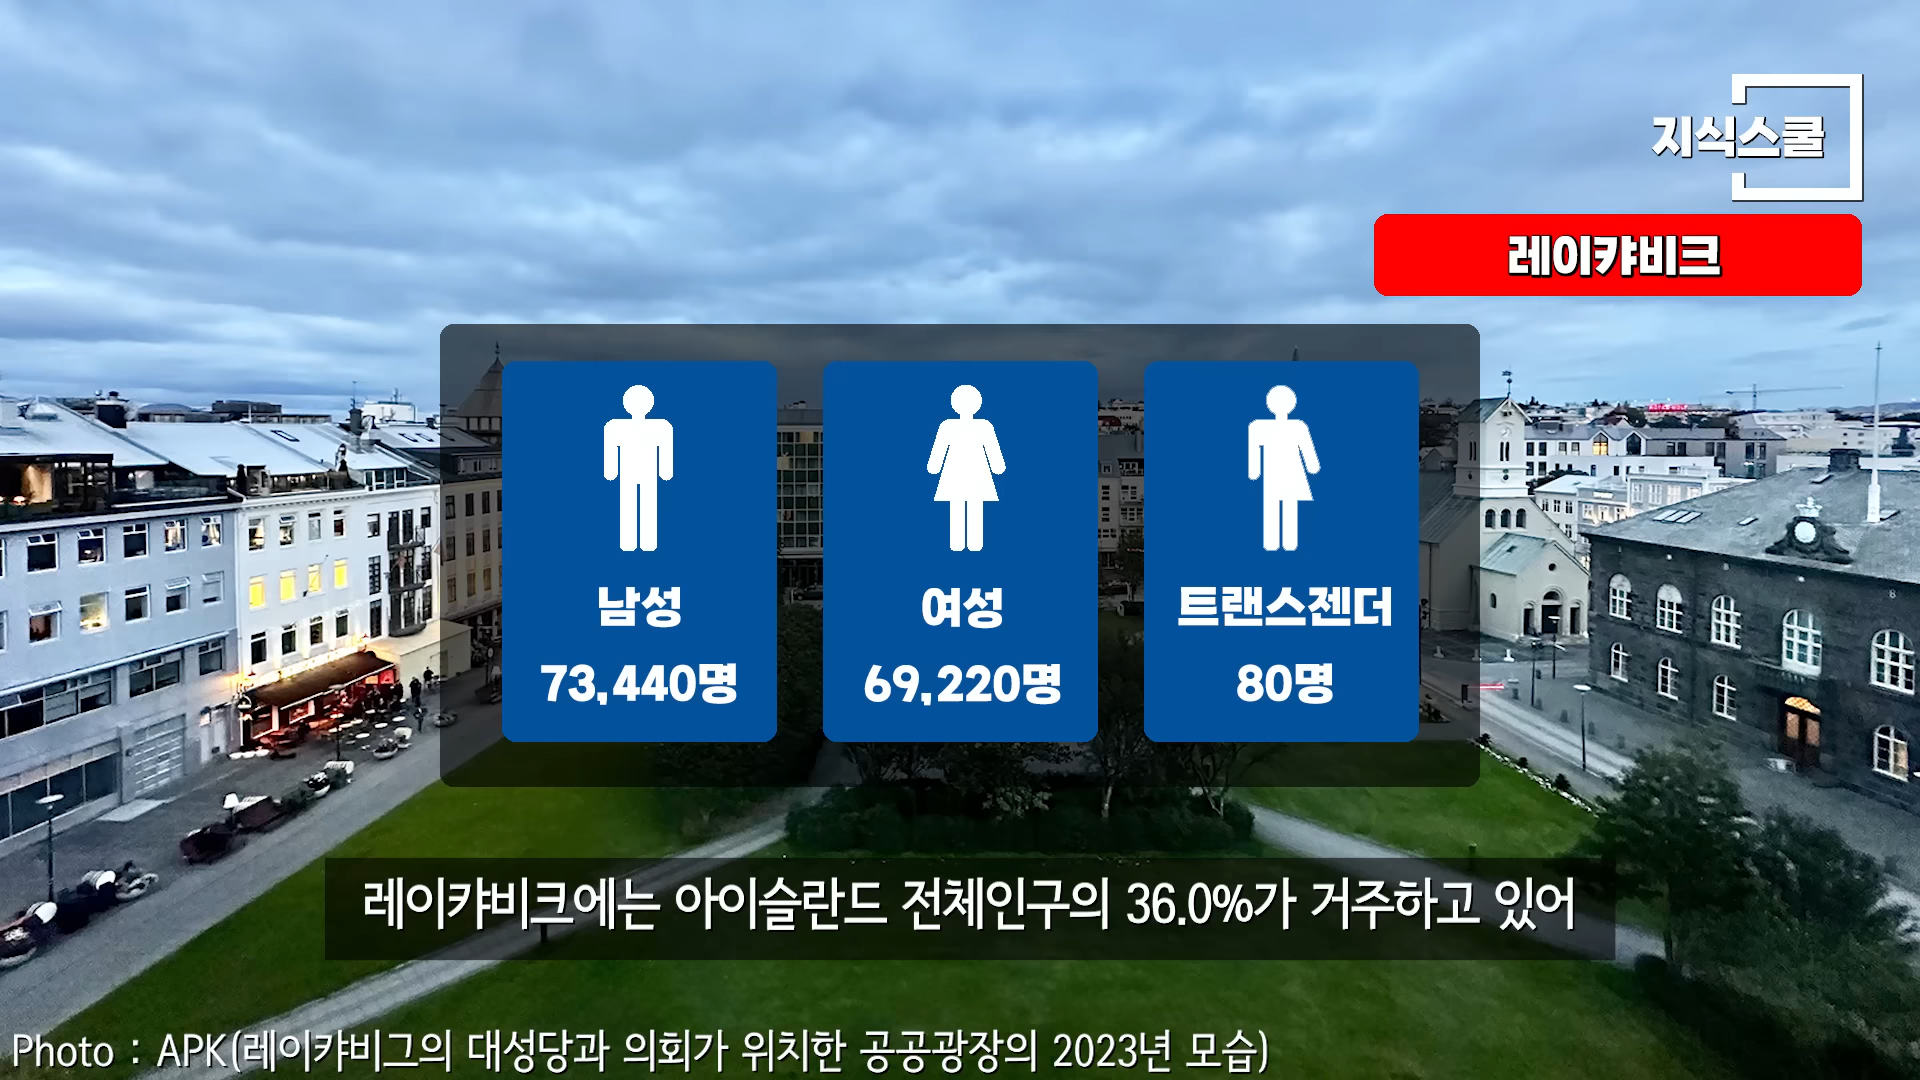 지식스쿨
레이캬비크
남성
73,440명
여성
69,220명
트랜스젠더
80명
레이캬비크에는 아이슬란드 전체인구의 36.0%가 거주하고 있어
Photo : APK(레이캬비그의 대성당과 의회가 위치한 공공광장의 2023년 모습)